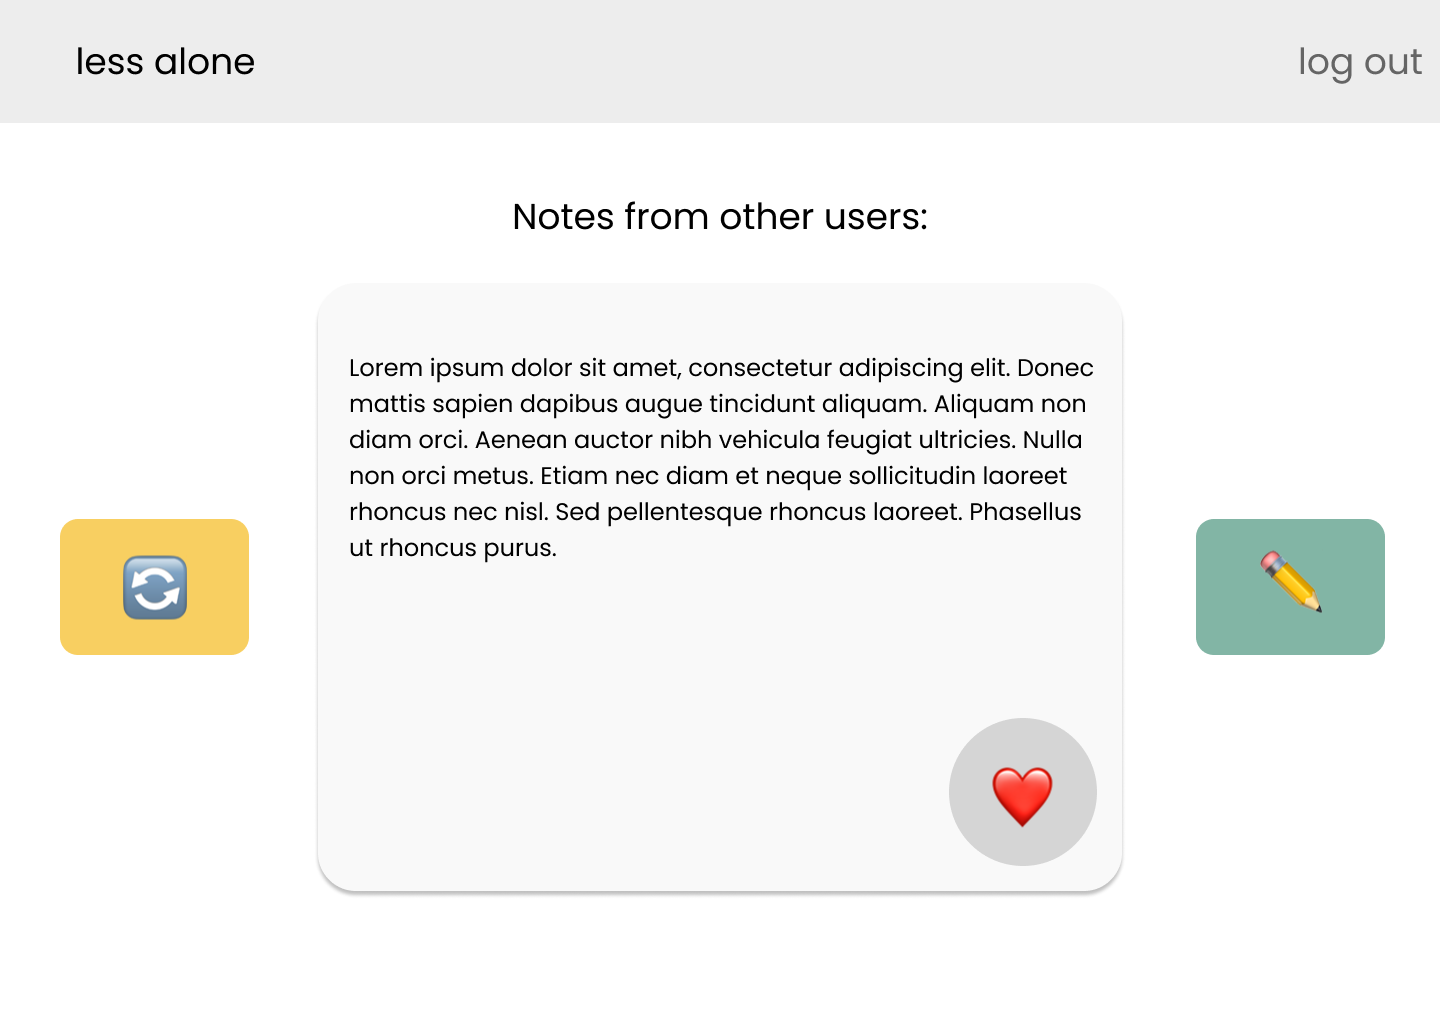 less alone
log out
Notes from other users:
Lorem ipsum dolor sit amet, consectetur adipiscing elit. Donec
mattis sapien dapibus augue tincidunt aliquam. Aliquam non
diam orci. Aenean auctor nibh vehicula feugiat ultricies. Nulla
non orci metus. Etiam nec diam et neque sollicitudin laoreet
rhoncus nec nisl. Sed pellentesque rhoncus laoreet. Phasellus
ut rhoncus purus.